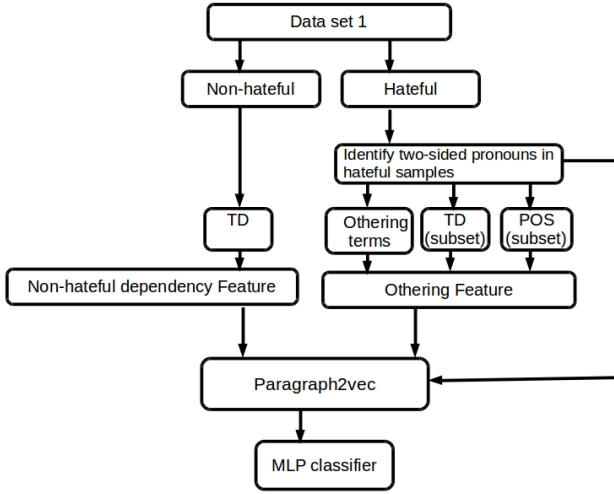 Data set 1
Non-hateful
Hateful
Identify two-sided pronouns in
hateful samples
TD
Othering
terms
TD
(subset)
POS
(subset)
Non-hateful dependency Feature
Othering Feature
Paragraph2vec
MLP classifier